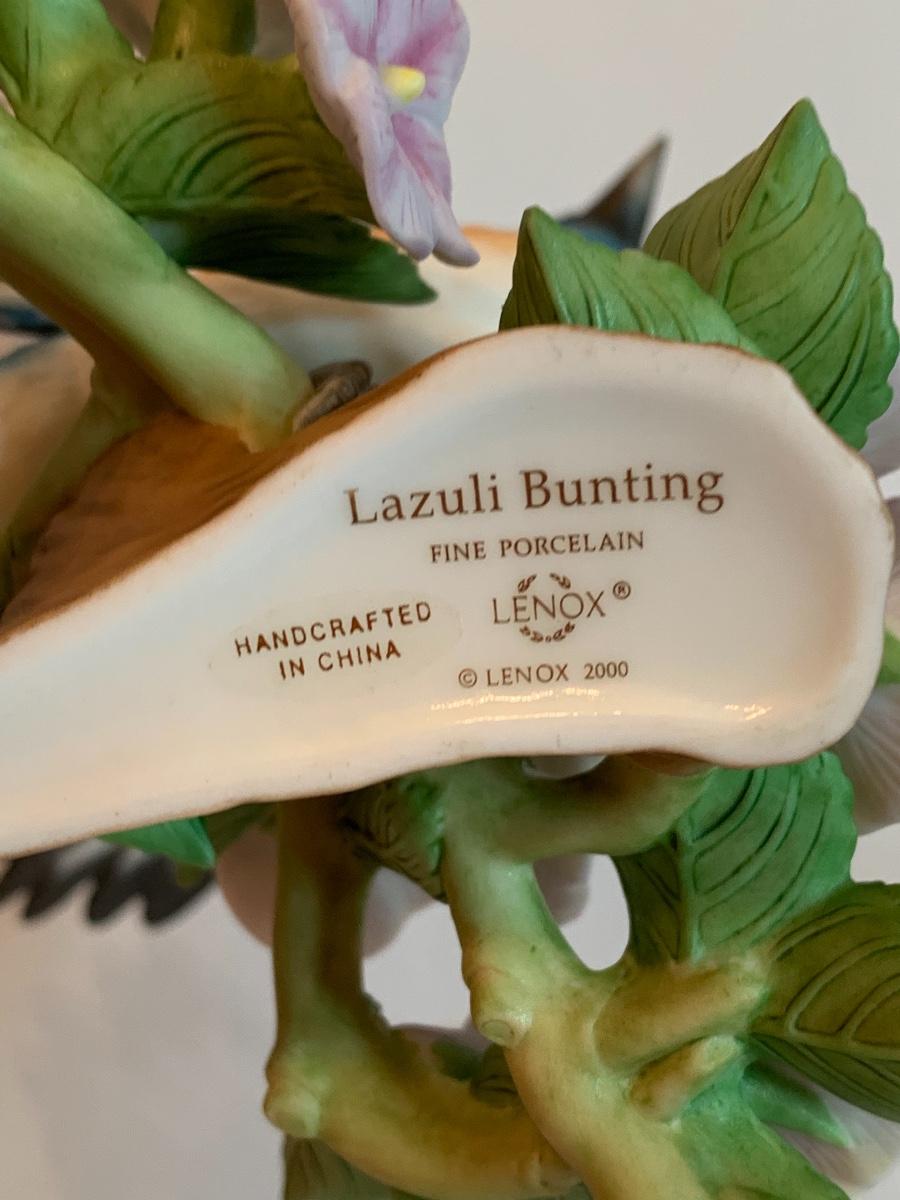 Lazuli Bunting
FINE PORCELAIN
LENOX®
HANDCRAFTED
IN CHINA
© LENOX 2000